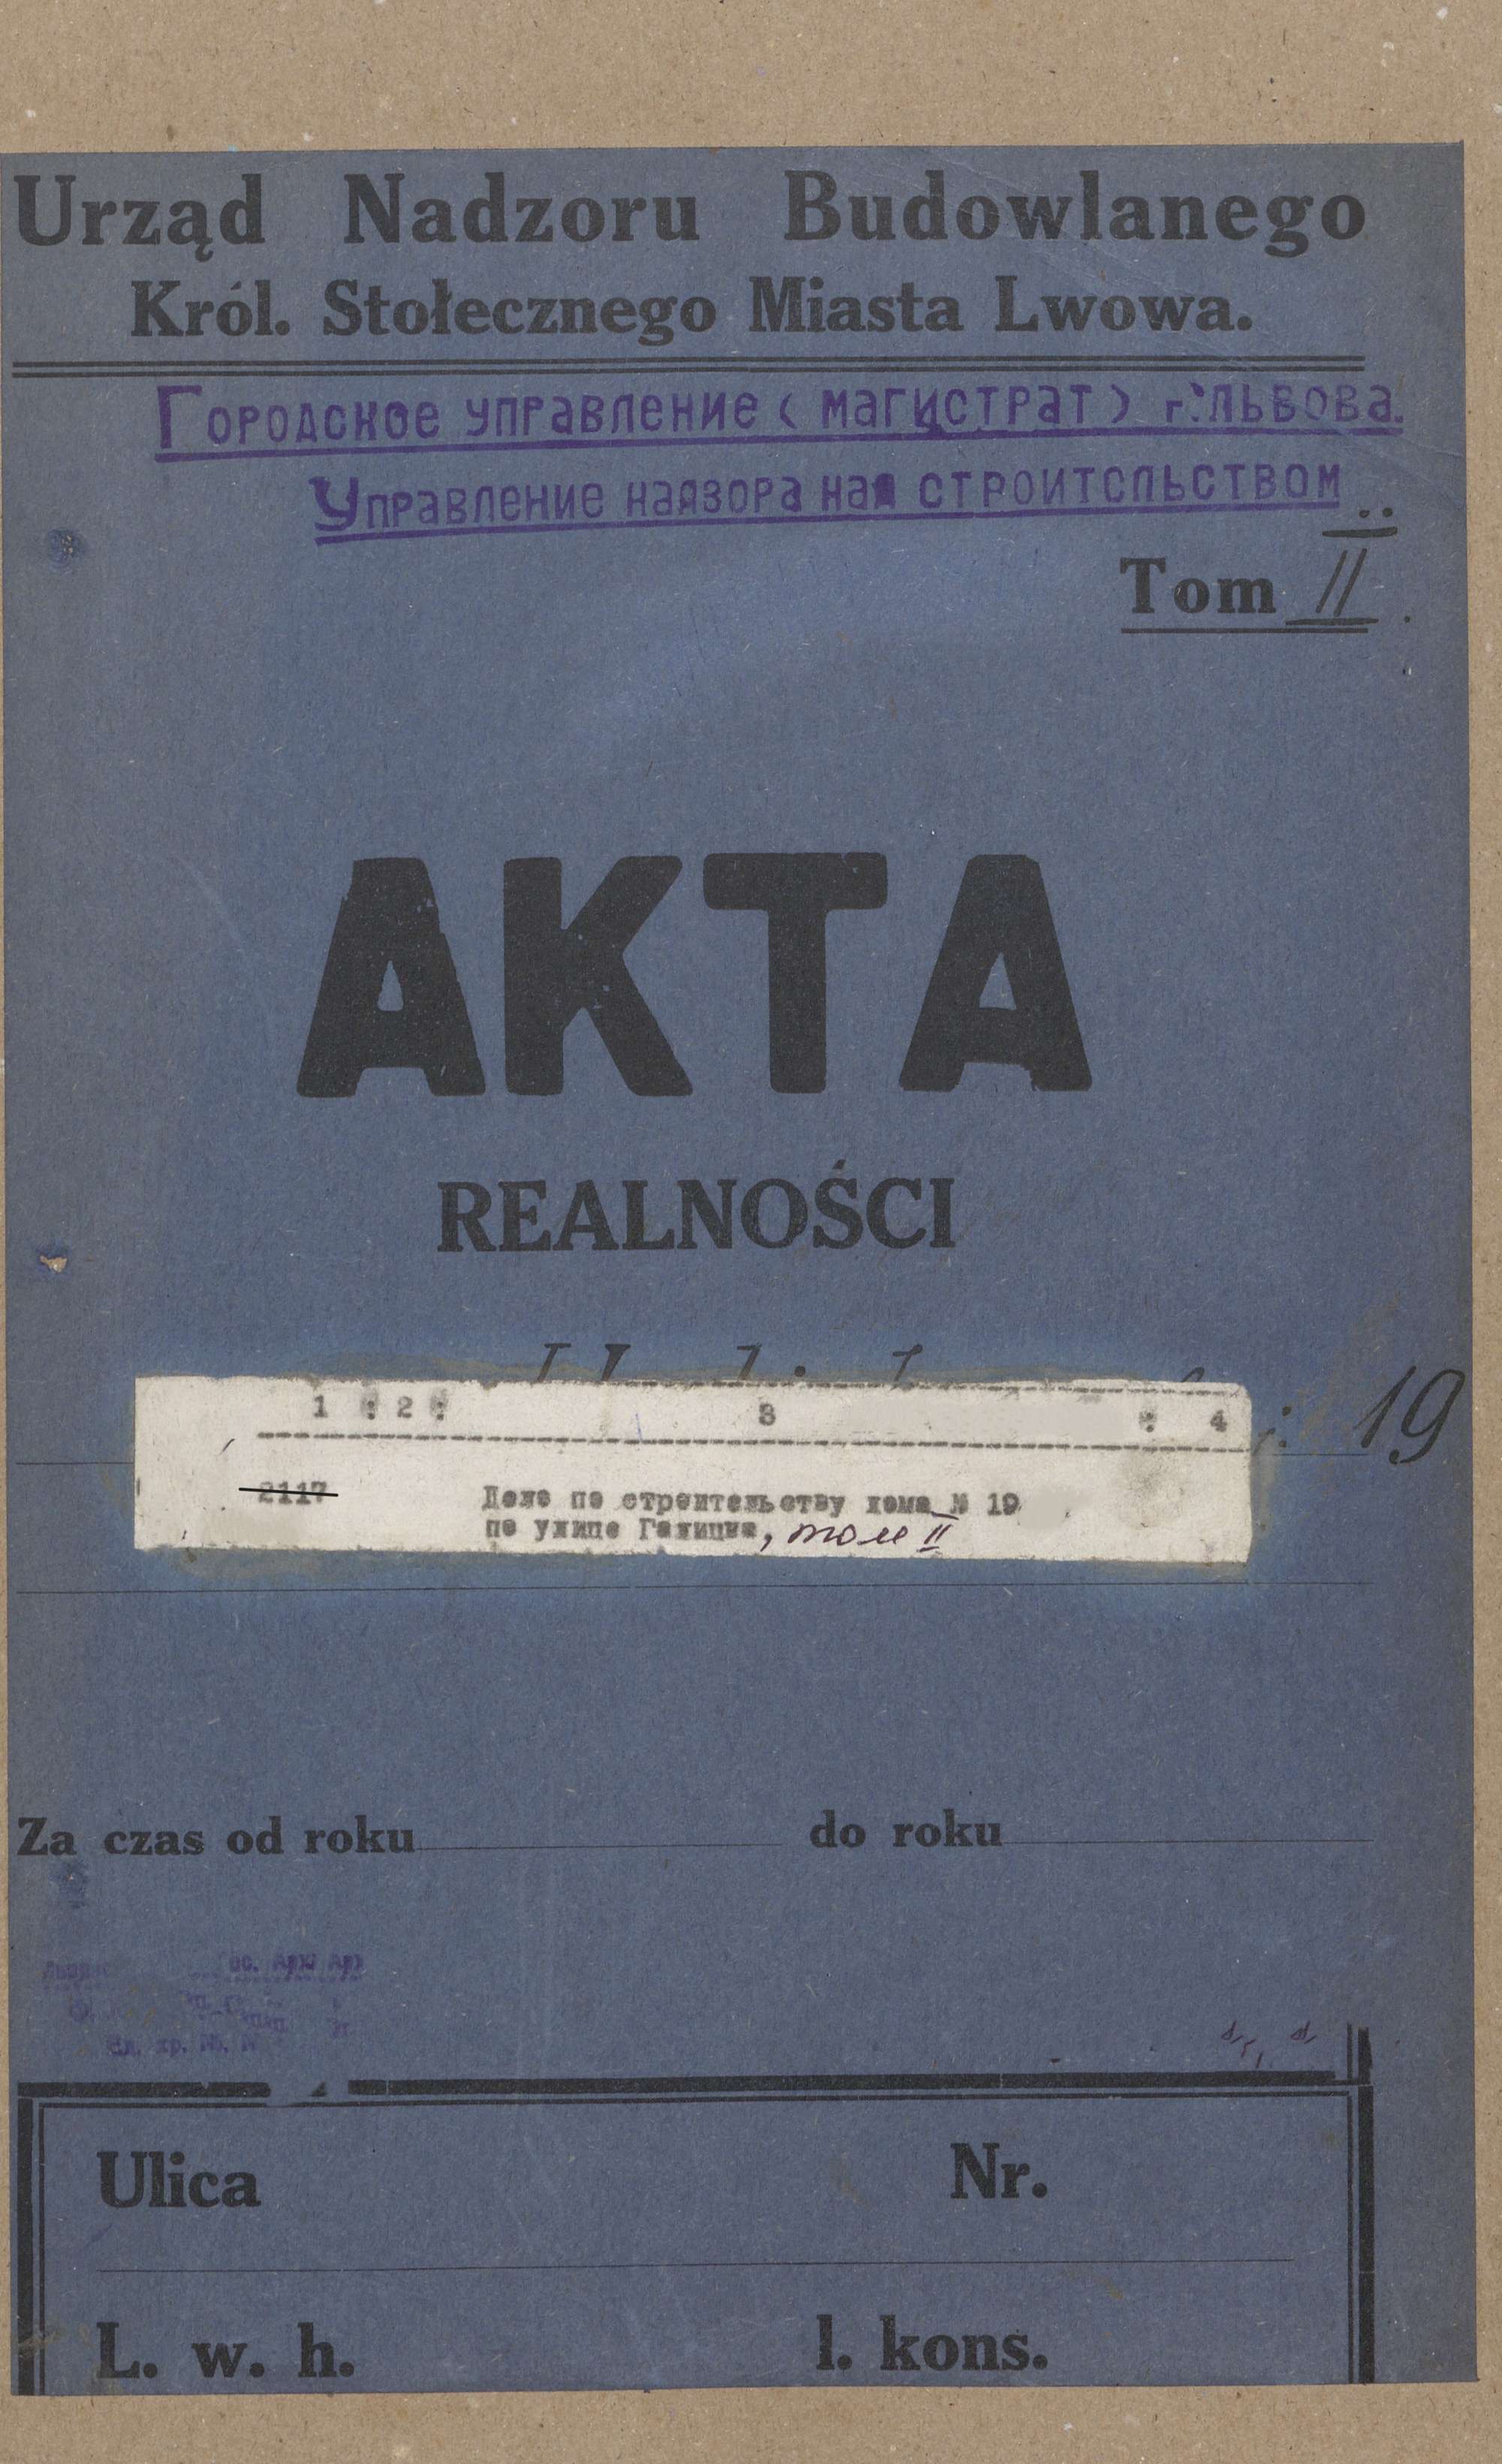 Urząd Nadzoru Budowlanego
Król. Stołecznego Miasta Lwowa.
Городское управление (магистрат) г. Львова.
Управление надзора над строительством
Tom II.
AKTA
REALNOŚCI
19
1 : 2 : 3 : 4
2117 Дело по строительству дома № 19
по улице Галицка, том II
Za czas od roku do roku
Ulica Nr.
L. w. h. l. kons.